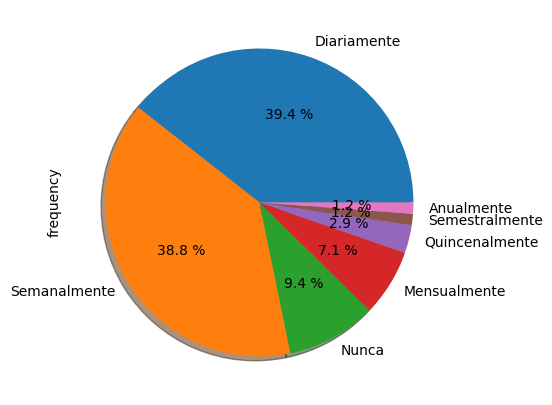 Diariamente
39.4 %
frequency
1.2 %
Anualmente
1.2 %
Semestralmente
2.9 %
Quincenalmente
38.8 %
7.1 %
9.4 %
Semanalmente
Mensualmente
Nunca